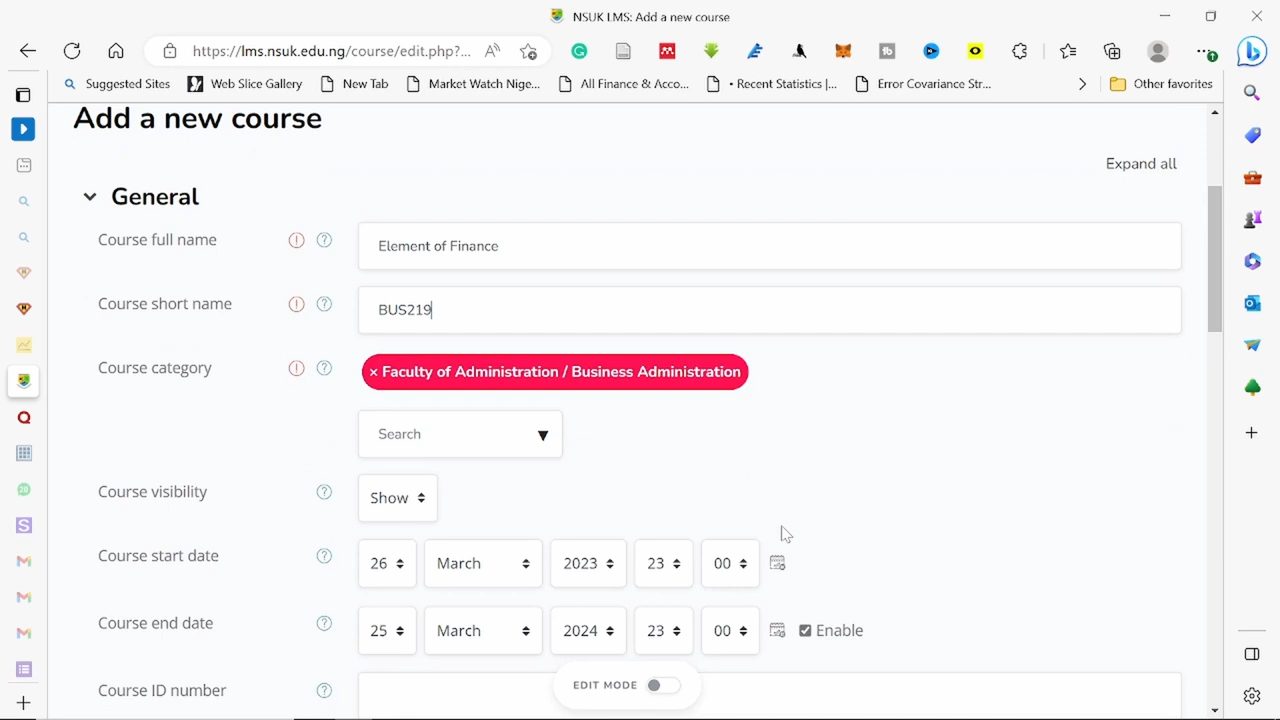 NSUK LMS: Add a new course
https://lms.nsuk.edu.ng/course/edit.php?...
Suggested Sites
Web Slice Gallery
New Tab
Market Watch Nige...
All Finance & Acco...
• Recent Statistics |...
Error Covariance Str...
Other favorites
Add a new course
Expand all
General
Course full name
Element of Finance
Course short name
BUS219
Course category
× Faculty of Administration / Business Administration
Search
Course visibility
Show
Course start date
26 March 2023 23 00
Course end date
25 March 2024 23 00 Enable
Course ID number
EDIT MODE